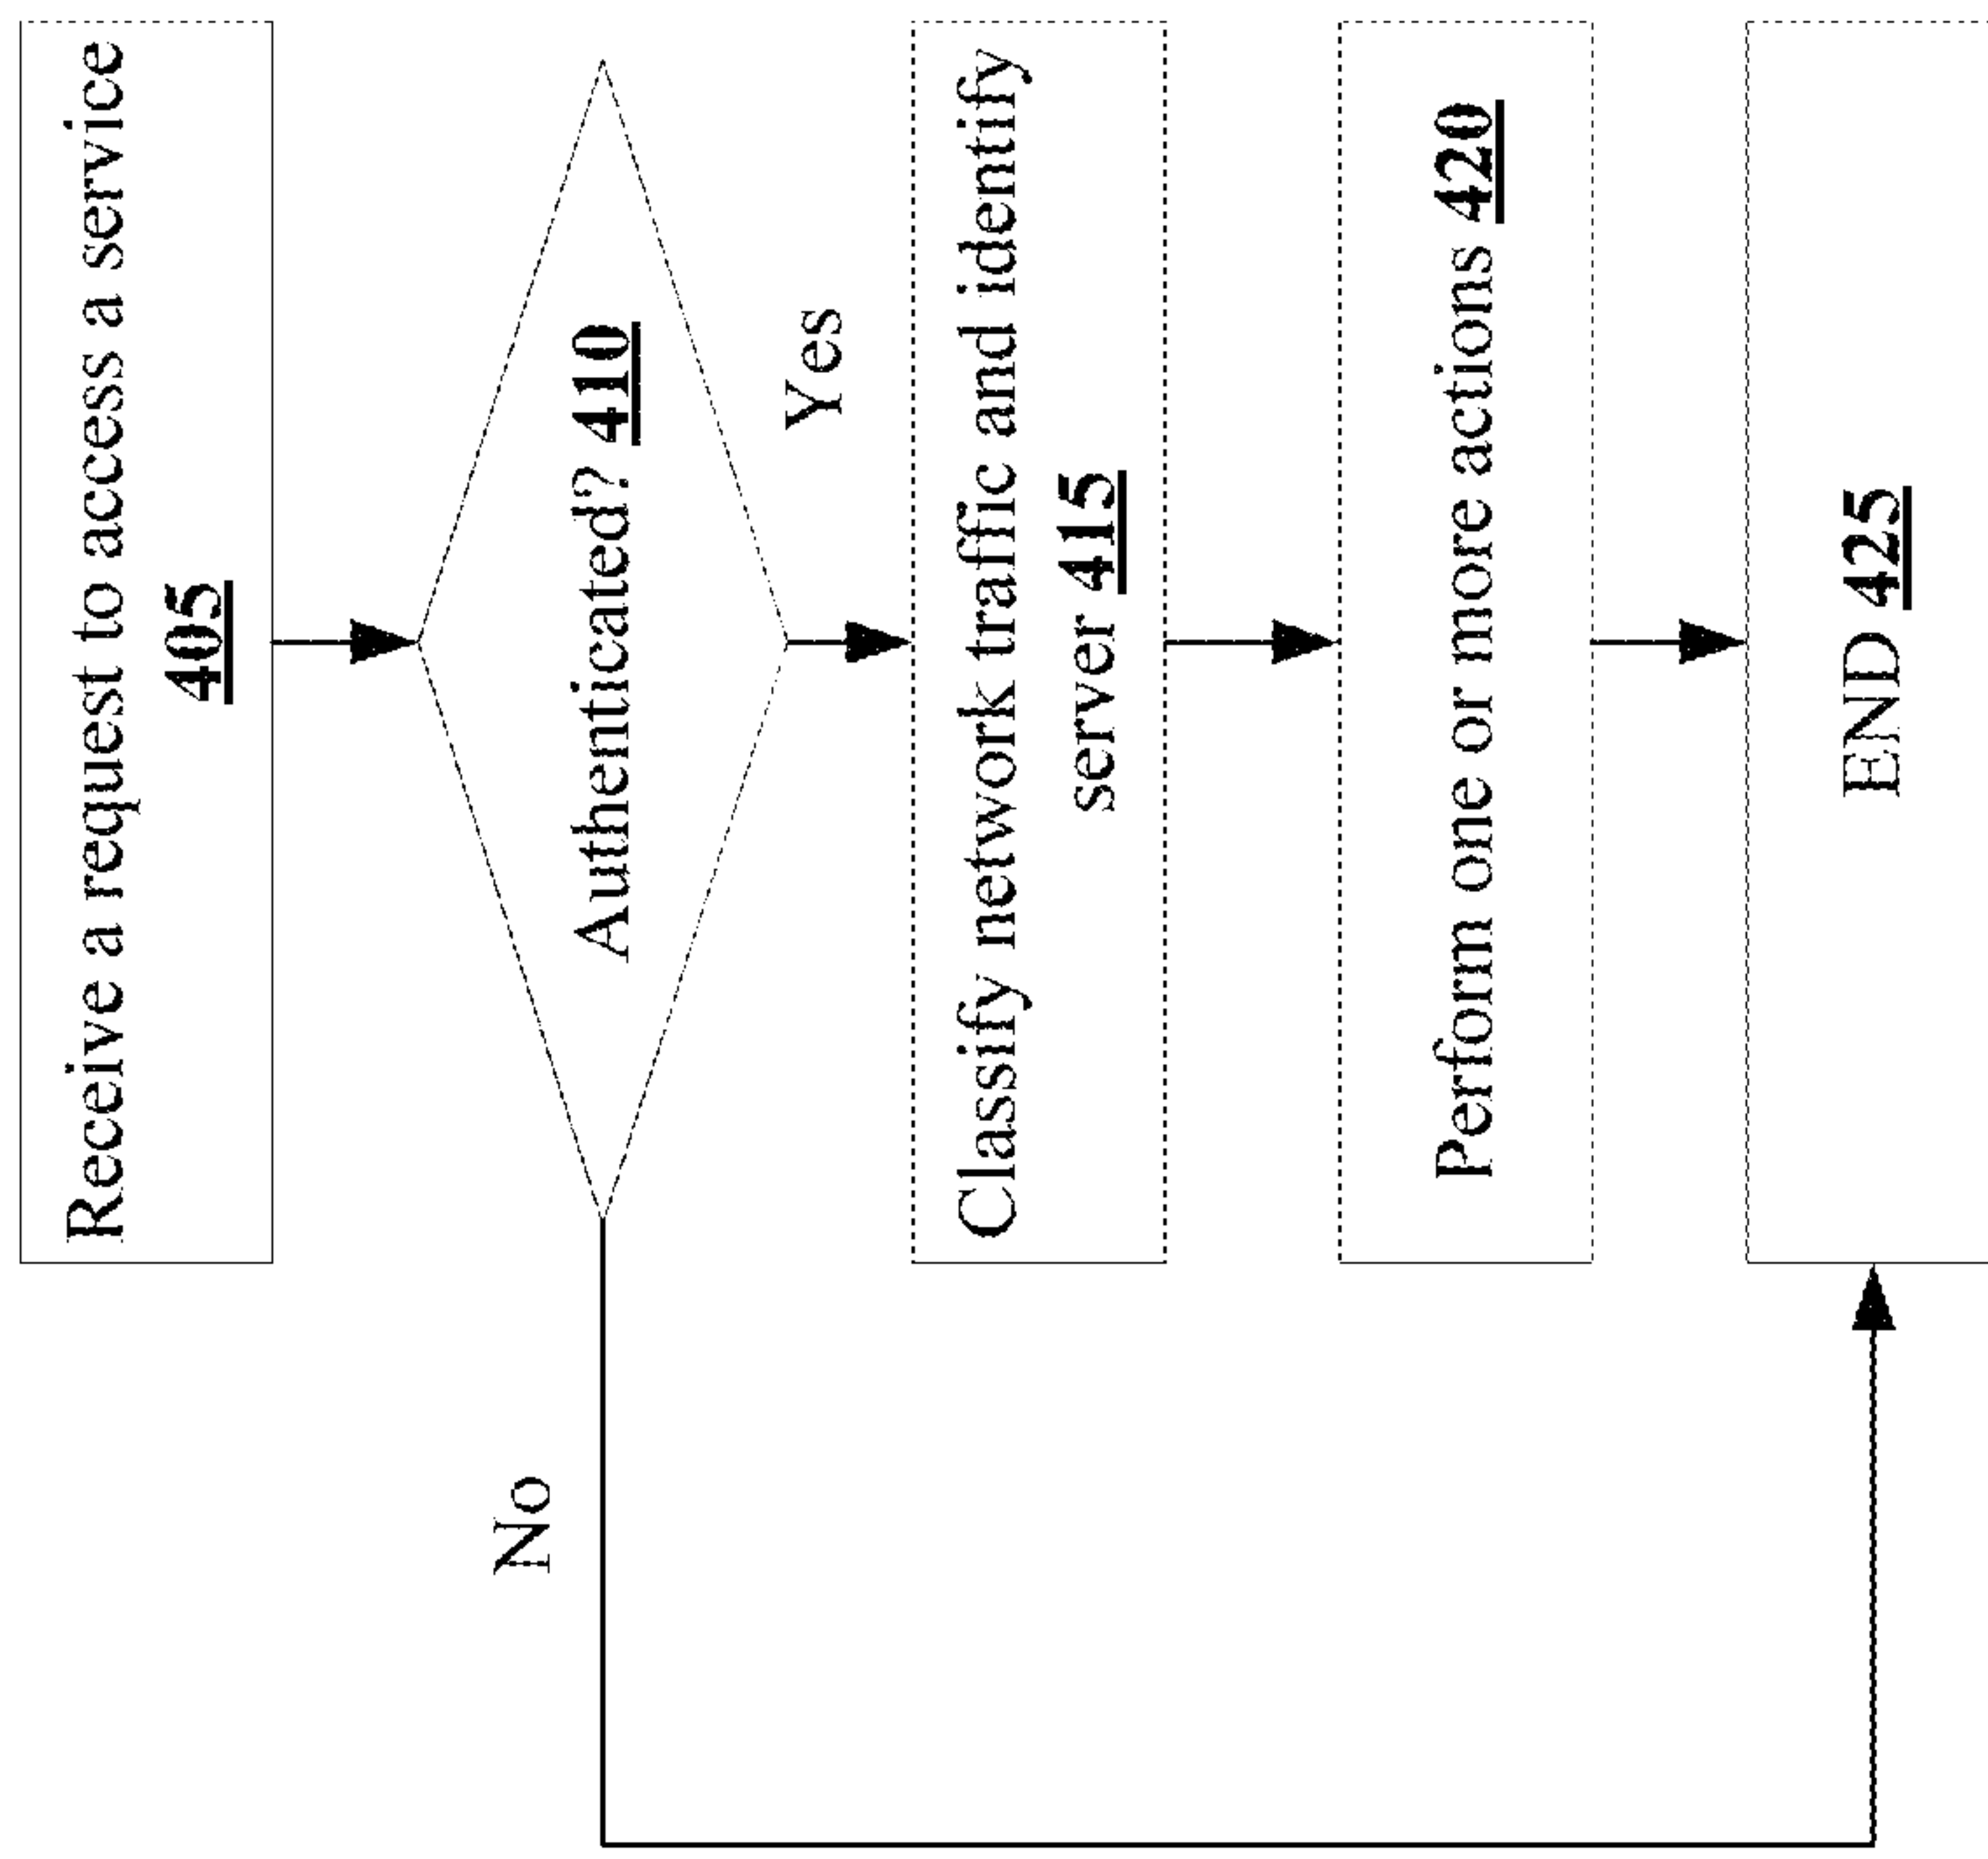 Receive a request to access a service
405
Authenticated? 410
No
Yes
Classify network traffic and identify
server 415
Perform one or more actions 420
END 425